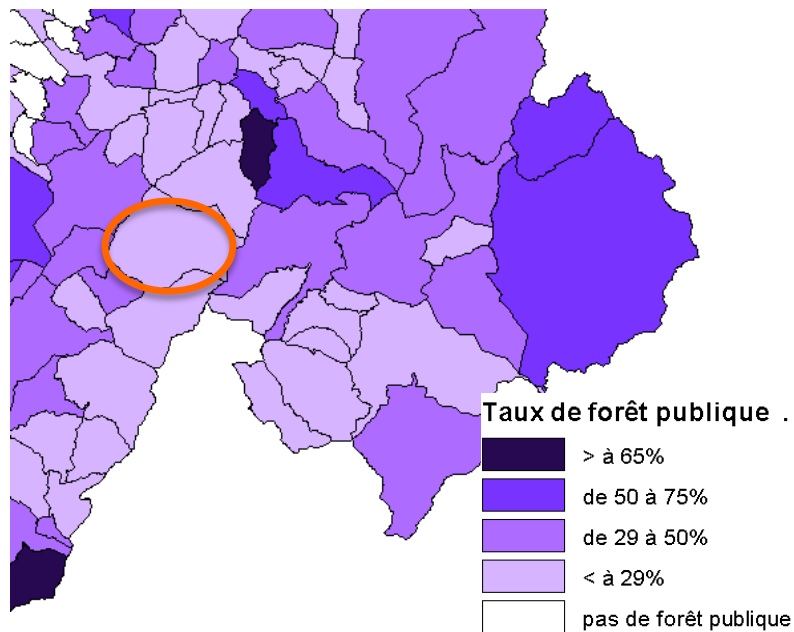 Taux de forêt publique .
> à 65%
de 50 à 75%
de 29 à 50%
< à 29%
pas de forêt publique